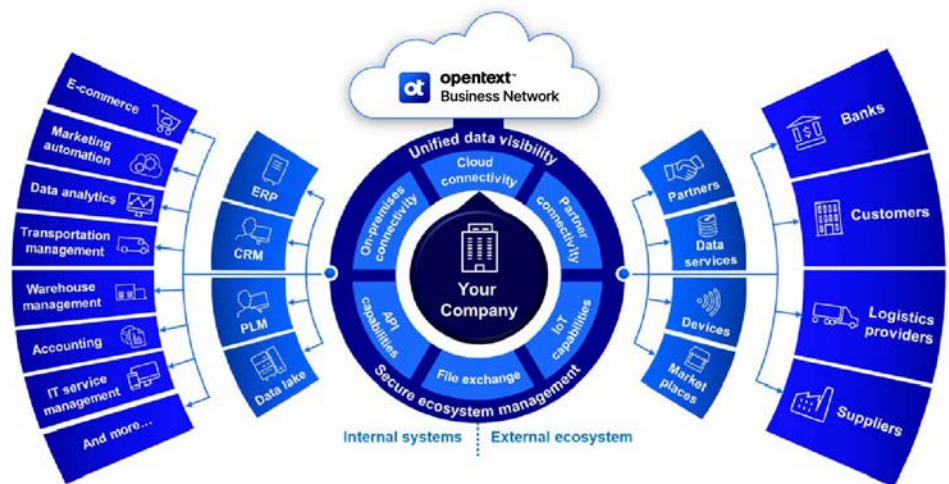 opentext™
Business Network
E-commerce
Marketing
automation
Data analytics
Transportation
management
Warehouse
management
Accounting
IT service
management
And more...
ERP
CRM
PLM
Data lake
Unified data visibility
Cloud
connectivity
On-premises
connectivity
Partner
connectivity
Your
Company
API
capabilities
IoT
capabilities
File exchange
Secure ecosystem management
Internal systems
External ecosystem
Partners
Data
services
Devices
Market
places
Banks
Customers
Logistics
providers
Suppliers